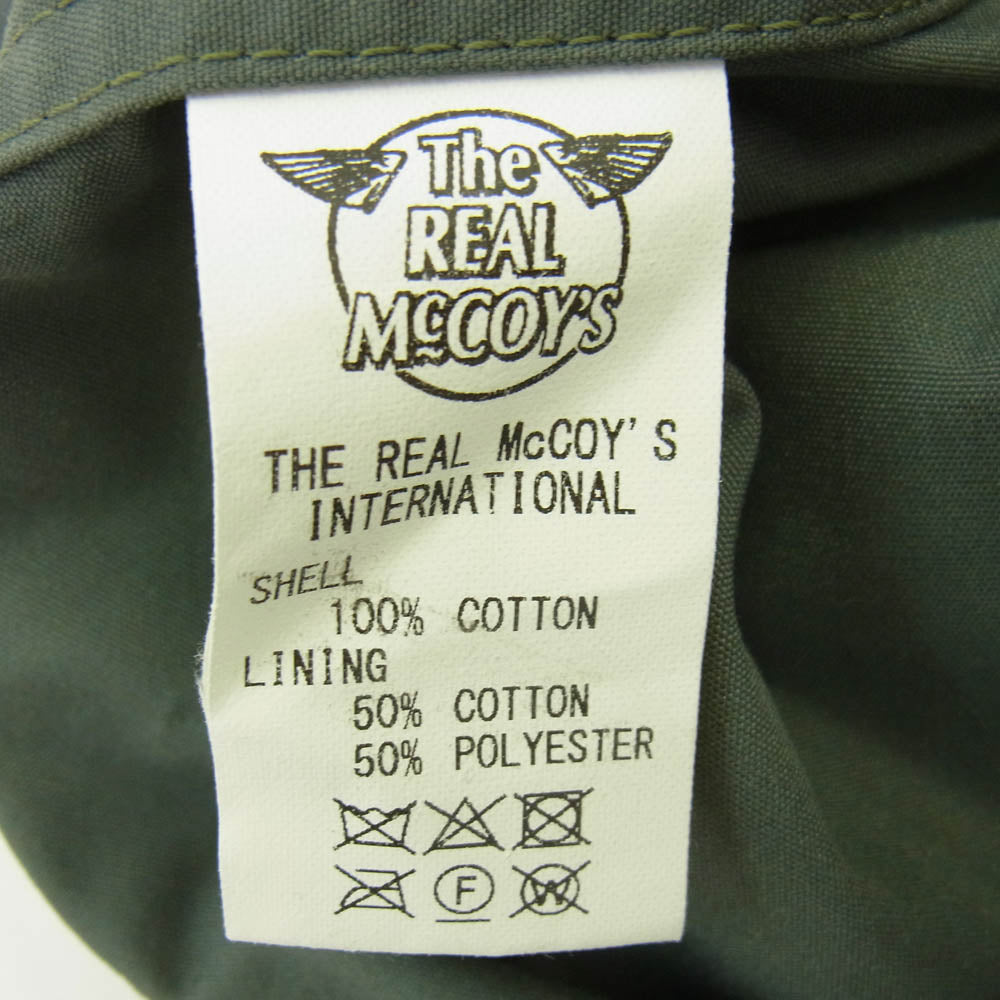 The
REAL
McCOY'S
THE REAL McCOY'S
INTERNATIONAL
SHELL
100% COTTON
LINING
50% COTTON
50% POLYESTER
F W